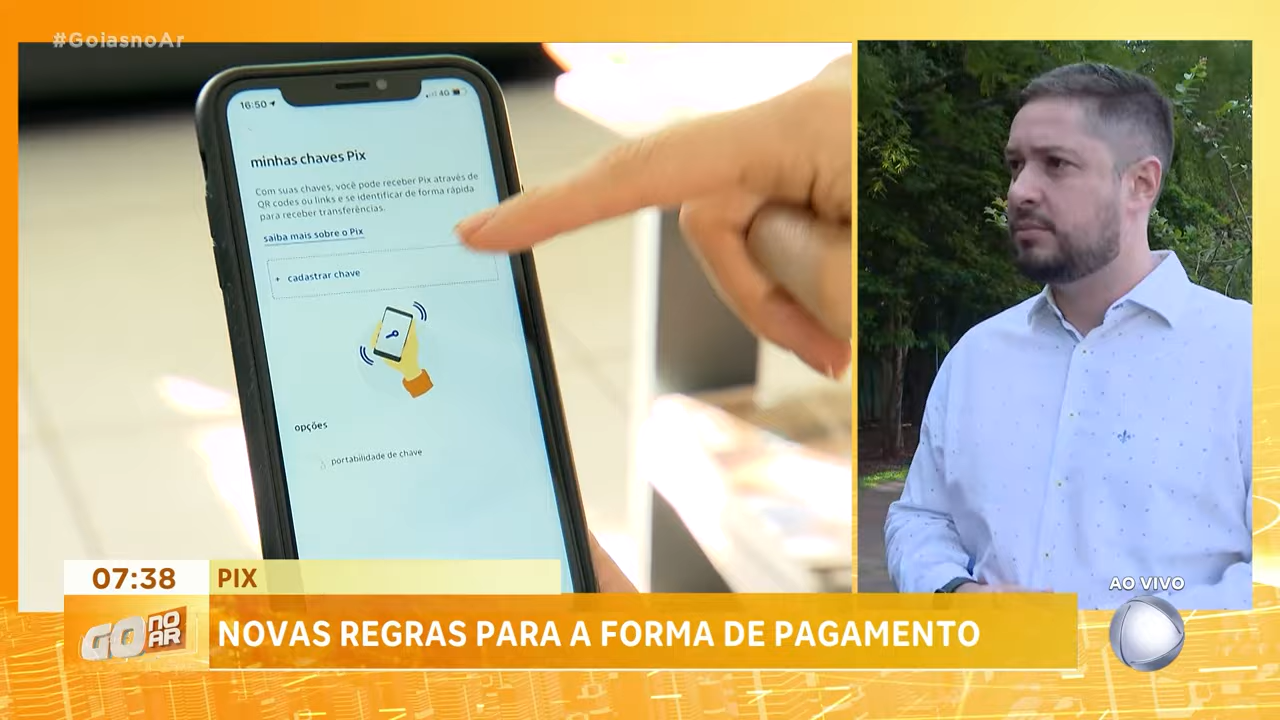 #GoiasnoAr
16:50
4G
minhas chaves Pix
Com suas chaves, você pode receber Pix através de
QR codes ou links e se identificar de forma rápida
para receber transferências.
saiba mais sobre o Pix
+ cadastrar chave
opções
portabilidade de chave
07:38
PIX
GO NO AR
NOVAS REGRAS PARA A FORMA DE PAGAMENTO
AO VIVO